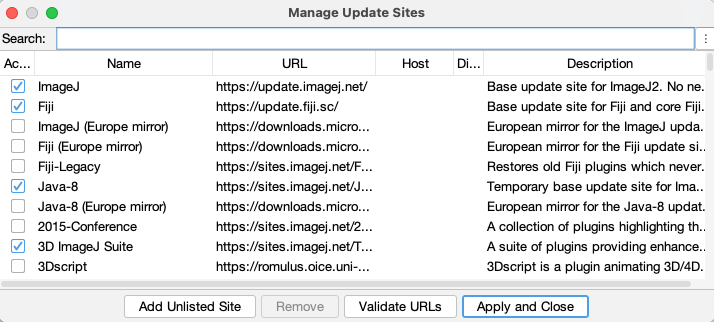 Manage Update Sites
Search:
Ac... Name URL Host Di... Description
ImageJ https://update.imagej.net/ Base update site for ImageJ2. No ne...
Fiji https://update.fiji.sc/ Base update site for Fiji and core Fij...
ImageJ (Europe mirror) https://downloads.micro... European mirror for the ImageJ upda...
Fiji (Europe mirror) https://downloads.micro... European mirror for the Fiji update si...
Fiji-Legacy https://sites.imagej.net/F... Restores old Fiji plugins which never...
Java-8 https://sites.imagej.net/J... Temporary base update site for Ima...
Java-8 (Europe mirror) https://downloads.micro... European mirror for the Java-8 updat...
2015-Conference https://sites.imagej.net/2... A collection of plugins highlighting th...
3D ImageJ Suite https://sites.imagej.net/T... A suite of plugins providing enhance...
3Dscript https://romulus.oice.uni-... 3Dscript is a plugin animating 3D/4D...
Add Unlisted Site Remove Validate URLs Apply and Close